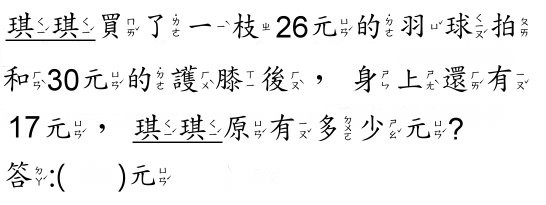 琪琪買了一枝26元的羽球拍
和30元的護膝後，身上還有
17元，琪琪原有多少元?
答:(　　)元